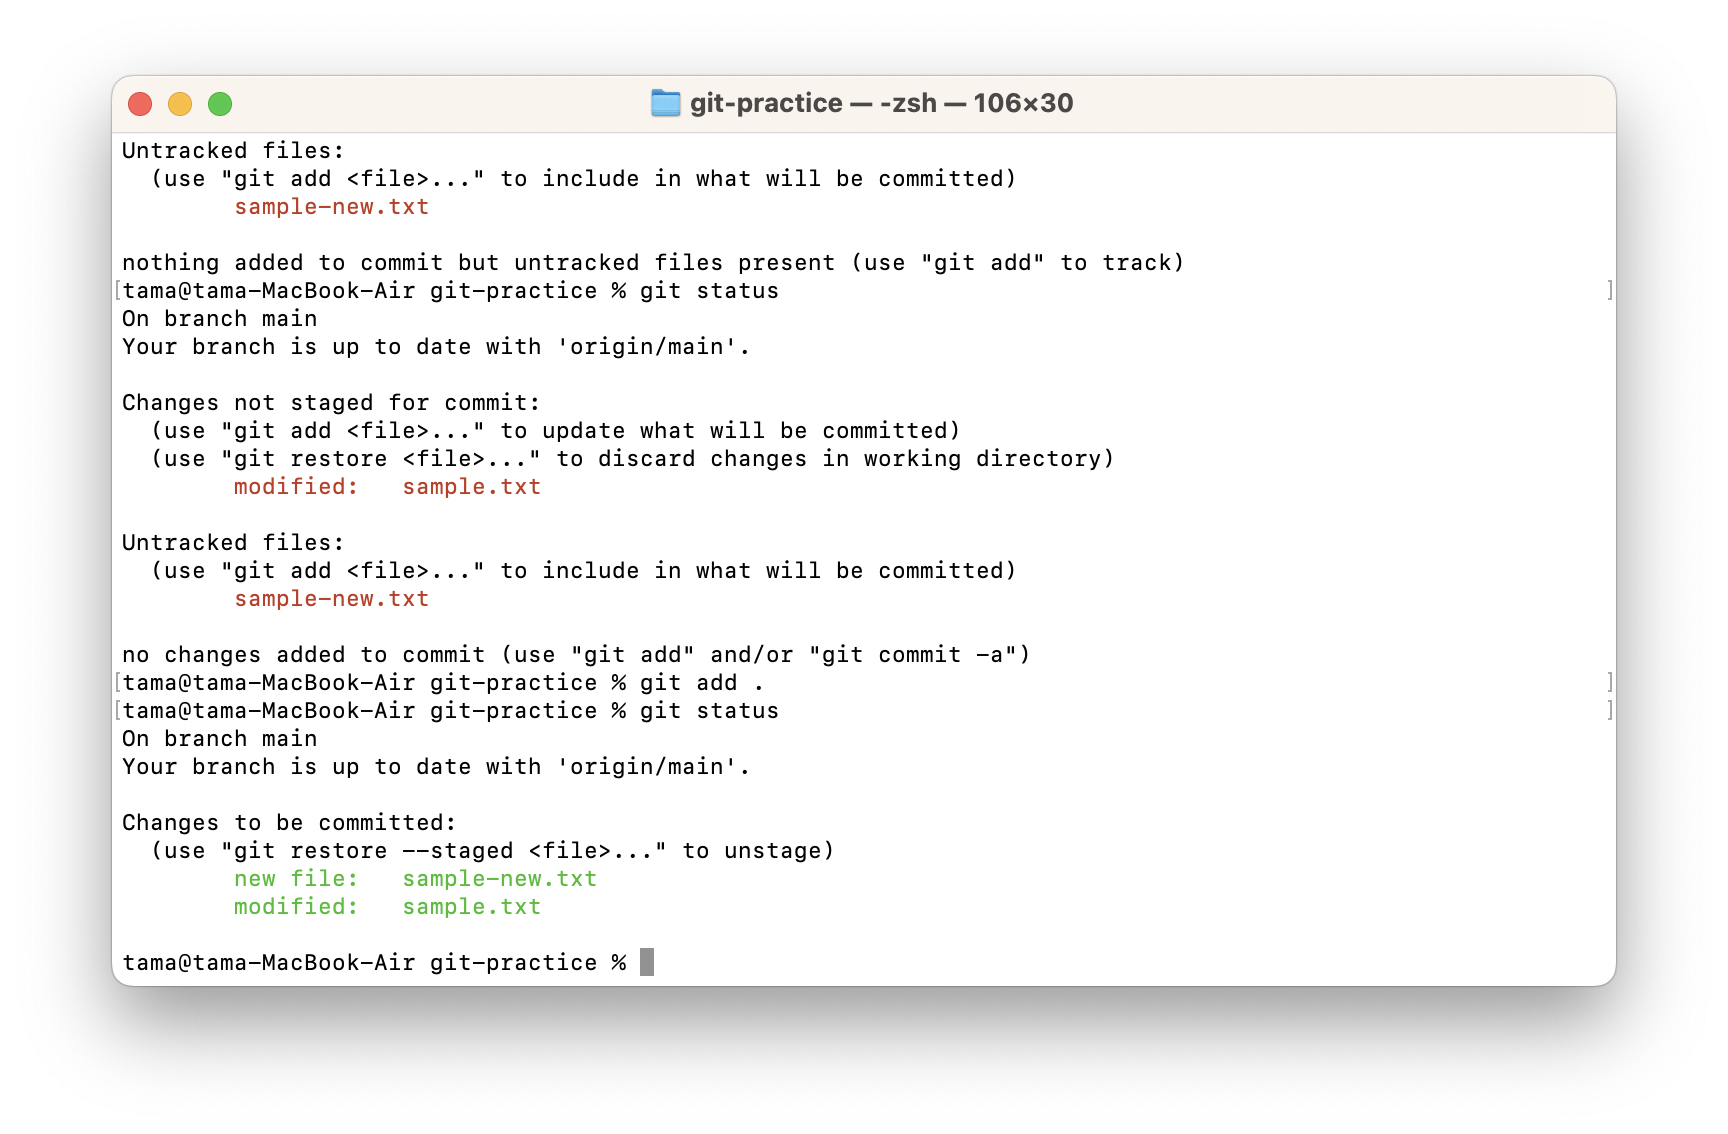 git-practice — -zsh — 106×30
Untracked files:
  (use "git add <file>..." to include in what will be committed)
        sample-new.txt

nothing added to commit but untracked files present (use "git add" to track)
[tama@tama-MacBook-Air git-practice % git status ]
On branch main
Your branch is up to date with 'origin/main'.

Changes not staged for commit:
  (use "git add <file>..." to update what will be committed)
  (use "git restore <file>..." to discard changes in working directory)
        modified:   sample.txt

Untracked files:
  (use "git add <file>..." to include in what will be committed)
        sample-new.txt

no changes added to commit (use "git add" and/or "git commit -a")
[tama@tama-MacBook-Air git-practice % git add . ]
[tama@tama-MacBook-Air git-practice % git status ]
On branch main
Your branch is up to date with 'origin/main'.

Changes to be committed:
  (use "git restore --staged <file>..." to unstage)
        new file:   sample-new.txt
        modified:   sample.txt

tama@tama-MacBook-Air git-practice %